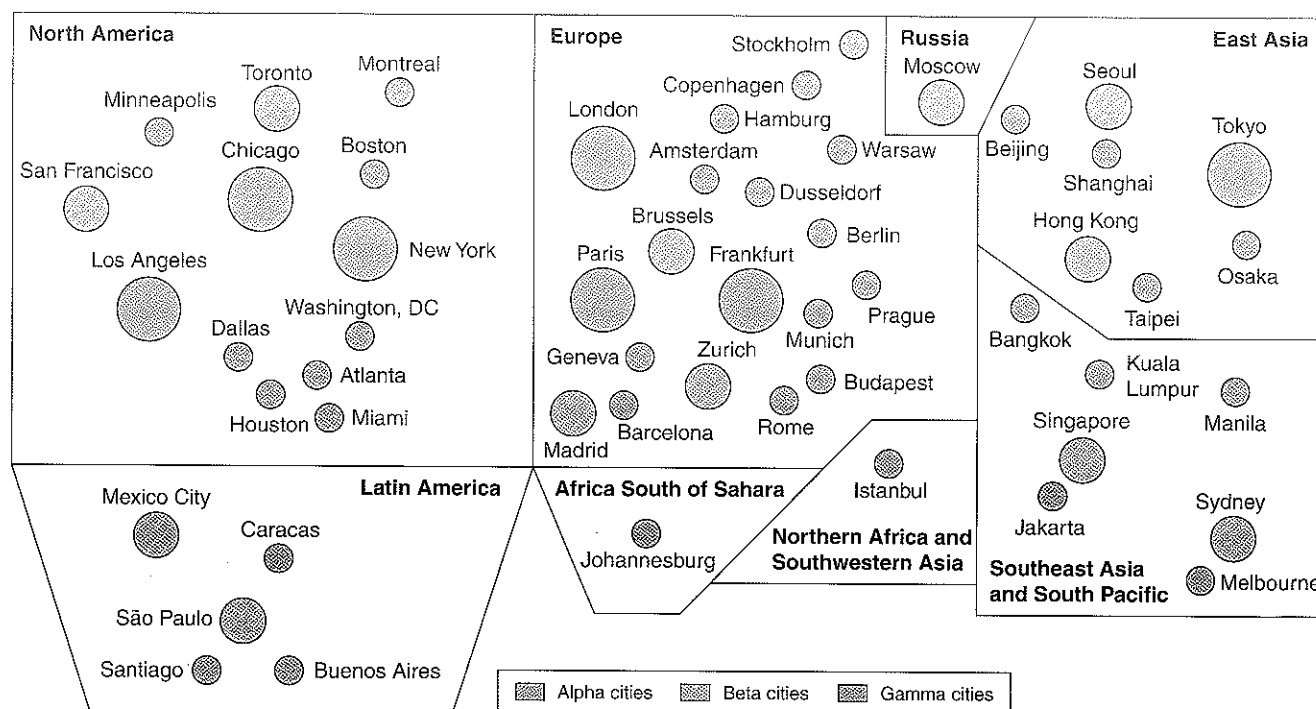 North America
Toronto
Montreal
Minneapolis
Chicago
Boston
San Francisco
New York
Los Angeles
Washington, DC
Dallas
Atlanta
Houston
Miami
Europe
Stockholm
Copenhagen
London
Hamburg
Amsterdam
Warsaw
Dusseldorf
Brussels
Berlin
Paris
Frankfurt
Prague
Munich
Geneva
Zurich
Budapest
Madrid
Barcelona
Rome
Russia
Moscow
East Asia
Seoul
Tokyo
Beijing
Shanghai
Hong Kong
Osaka
Taipei
Latin America
Mexico City
Caracas
São Paulo
Santiago
Buenos Aires
Africa South of Sahara
Johannesburg
Istanbul
Northern Africa and
Southwestern Asia
Bangkok
Kuala
Lumpur
Manila
Singapore
Jakarta
Sydney
Melbourne
Southeast Asia
and South Pacific
Alpha cities
Beta cities
Gamma cities